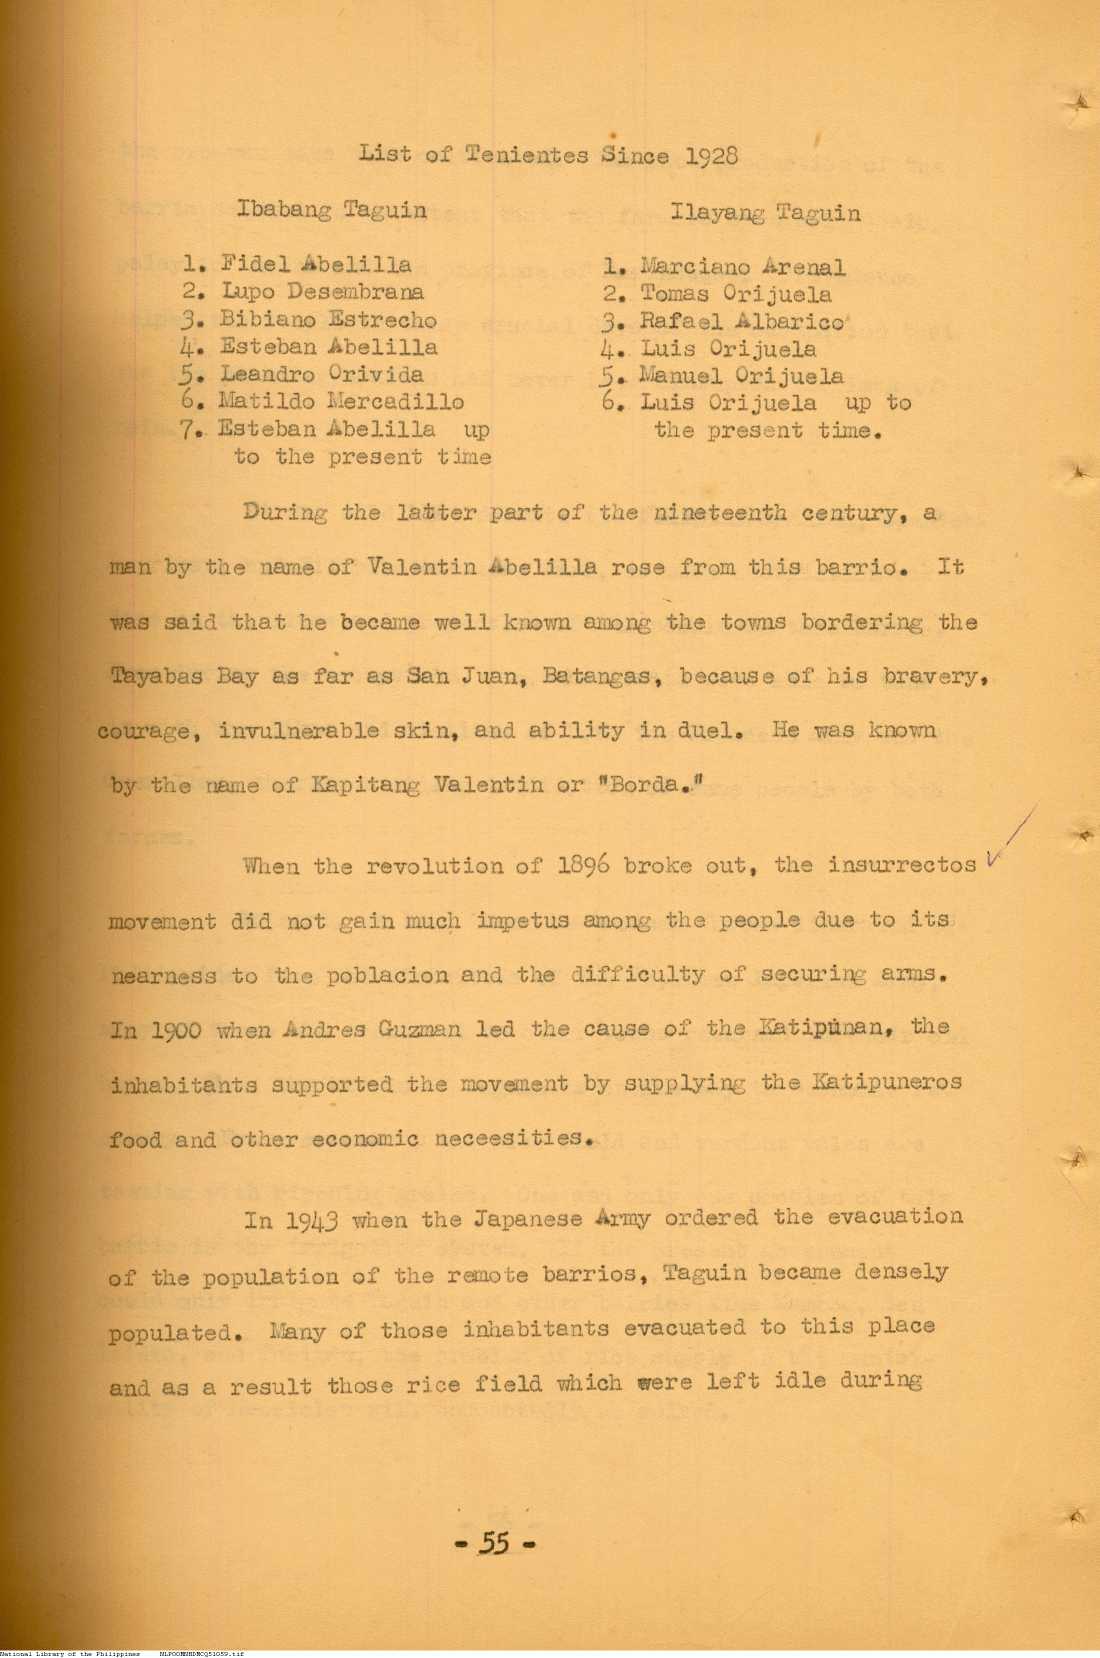 List of Tenientes Since 1928
Ibabang Taguin
1. Fidel Abelilla
2. Lupo Desembrana
3. Bibiano Estrecho
4. Esteban Abelilla
5. Leandro Orivida
6. Matildo Mercadillo
7. Esteban Abelilla up
to the present time
Ilayang Taguin
1. Marciano Arenal
2. Tomas Orijuela
3. Rafael Albarico
4. Luis Orijuela
5. Manuel Orijuela
6. Luis Orijuela up to
the present time.
During the latter part of the nineteenth century, a
man by the name of Valentin Abelilla rose from this barrio. It
was said that he became well known among the towns bordering the
Tayabas Bay as far as San Juan, Batangas, because of his bravery,
courage, invulnerable skin, and ability in duel. He was known
by the name of Kapitang Valentin or "Borda."
When the revolution of 1896 broke out, the insurrectos
movement did not gain much impetus among the people due to its
nearness to the poblacion and the difficulty of securing arms.
In 1900 when Andres Guzman led the cause of the Katipunan, the
inhabitants supported the movement by supplying the Katipuneros
food and other economic neceesities.
In 1943 when the Japanese Army ordered the evacuation
of the population of the remote barrios, Taguin became densely
populated. Many of those inhabitants evacuated to this place
and as a result those rice field which were left idle during
- 55 -
National Library of the Philippines NLPOOMNHDMCQ51059.tif